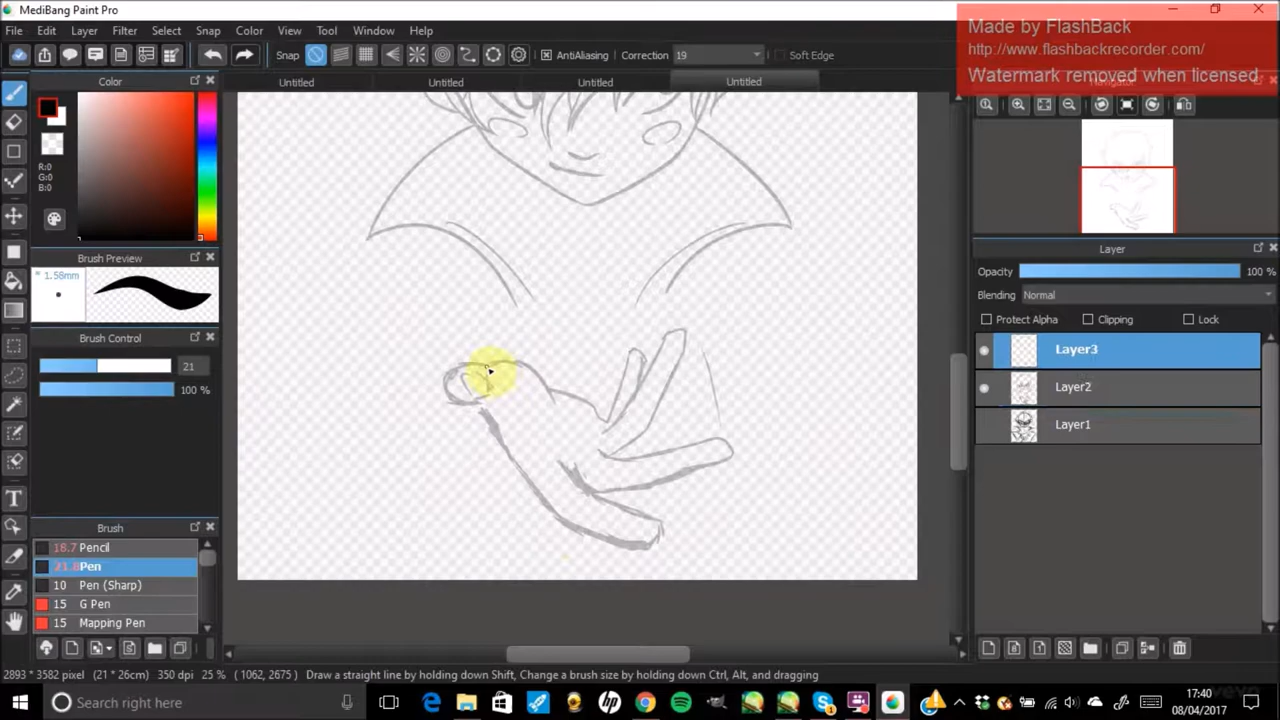 MediBang Paint Pro
Made by FlashBack
http://www.flashbackrecorder.com/
Watermark removed when licensed
File Edit Layer Filter Select Snap Color View Tool Window Help
Snap AntiAliasing Correction 19 Soft Edge
Color Untitled Untitled Untitled Untitled
R:0
G:0
B:0
Brush Preview
1.58mm
Brush Control
21
100 %
Brush
18.7 Pencil
21.8 Pen
10 Pen (Sharp)
15 G Pen
15 Mapping Pen
Layer
Opacity 100 %
Blending Normal
Protect Alpha Clipping Lock
Layer3
Layer2
Layer1
2893 * 3582 pixel (21 * 26cm) 350 dpi 25 % ( 1062, 2675 ) Draw a straight line by holding down Shift, Change a brush size by holding down Ctrl, Alt, and dragging
Search right here
17:40
08/04/2017